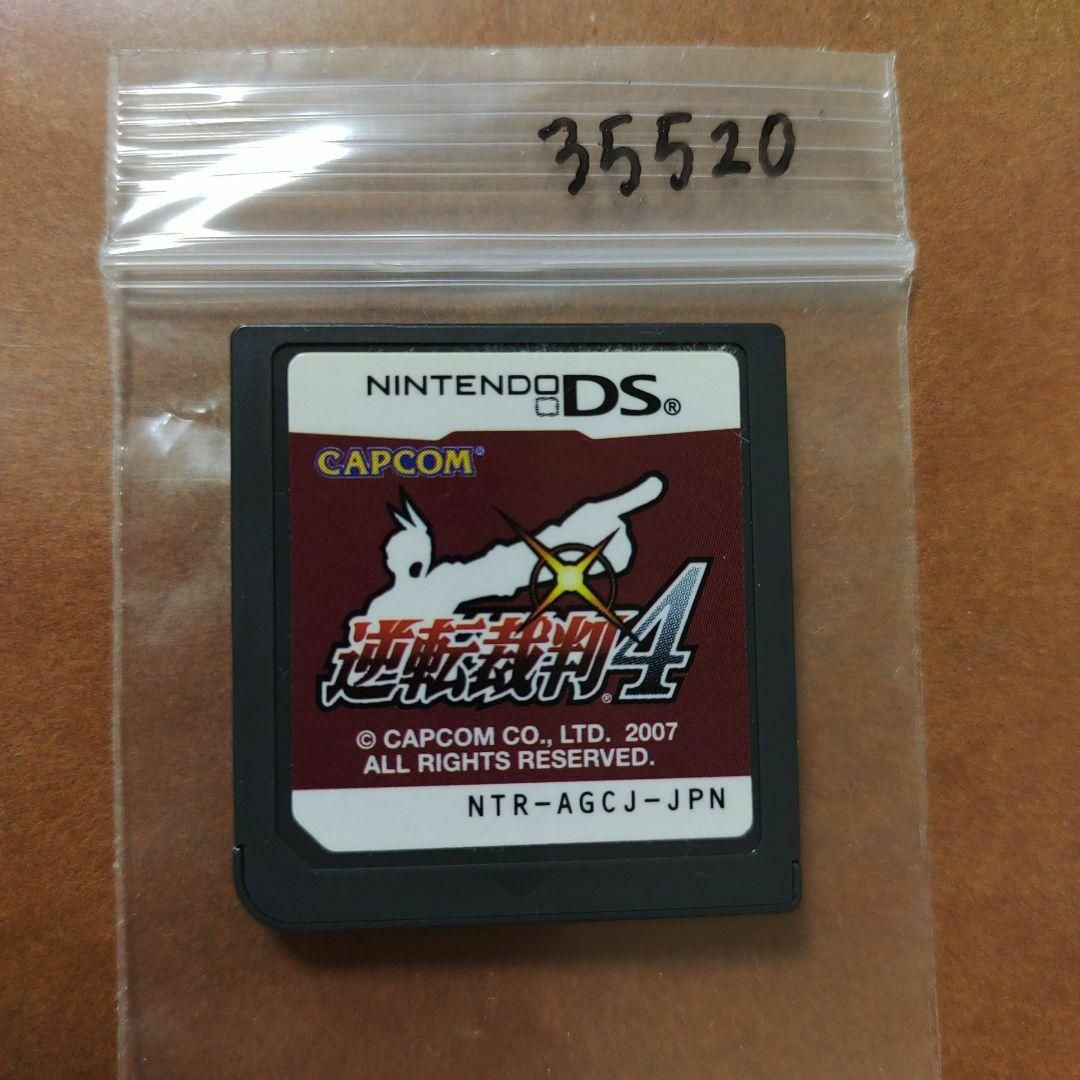 35520
NINTENDO DS®
CAPCOM®
逆転裁判®4
© CAPCOM CO., LTD. 2007
ALL RIGHTS RESERVED.
NTR-AGCJ-JPN